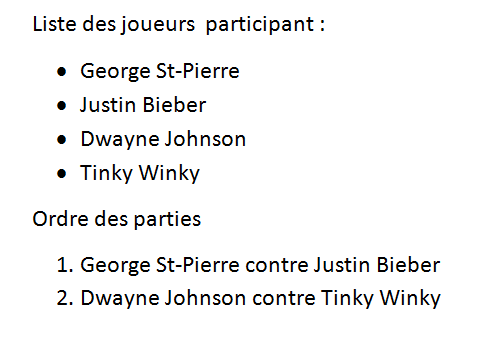 Liste des joueurs  participant :
• George St-Pierre
• Justin Bieber
• Dwayne Johnson
• Tinky Winky
Ordre des parties
1. George St-Pierre contre Justin Bieber
2. Dwayne Johnson contre Tinky Winky